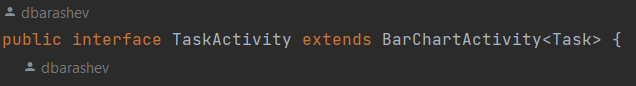 dbarashev
public interface TaskActivity extends BarChartActivity<Task> {
dbarashev